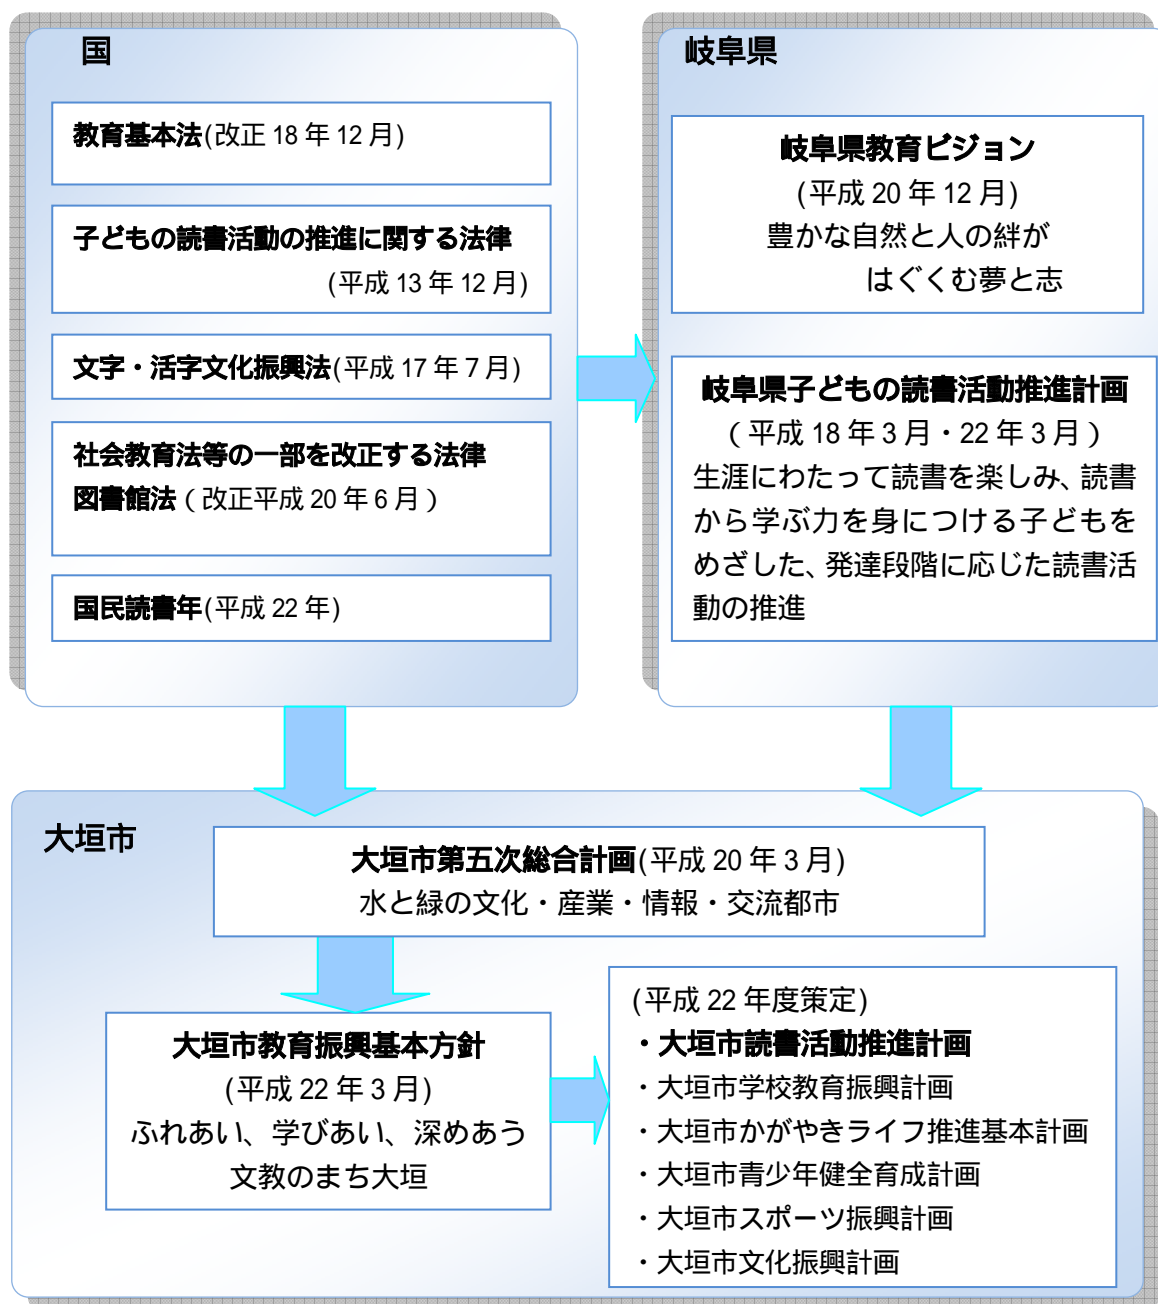 国
教育基本法(改正 18 年 12 月)
子どもの読書活動の推進に関する法律
(平成 13 年 12 月)
文字・活字文化振興法(平成 17 年 7 月)
社会教育法等の一部を改正する法律
図書館法（改正平成 20 年 6 月）
国民読書年(平成 22 年)
岐阜県
岐阜県教育ビジョン
(平成 20 年 12 月)
豊かな自然と人の絆が
はぐくむ夢と志
岐阜県子どもの読書活動推進計画
（平成 18 年 3 月・22 年 3 月）
生涯にわたって読書を楽しみ、読書
から学ぶ力を身につける子どもを
めざした、発達段階に応じた読書活
動の推進
大垣市
大垣市第五次総合計画(平成 20 年 3 月)
水と緑の文化・産業・情報・交流都市
大垣市教育振興基本方針
(平成 22 年 3 月)
ふれあい、学びあい、深めあう
文教のまち大垣
(平成 22 年度策定)
・大垣市読書活動推進計画
・大垣市学校教育振興計画
・大垣市かがやきライフ推進基本計画
・大垣市青少年健全育成計画
・大垣市スポーツ振興計画
・大垣市文化振興計画